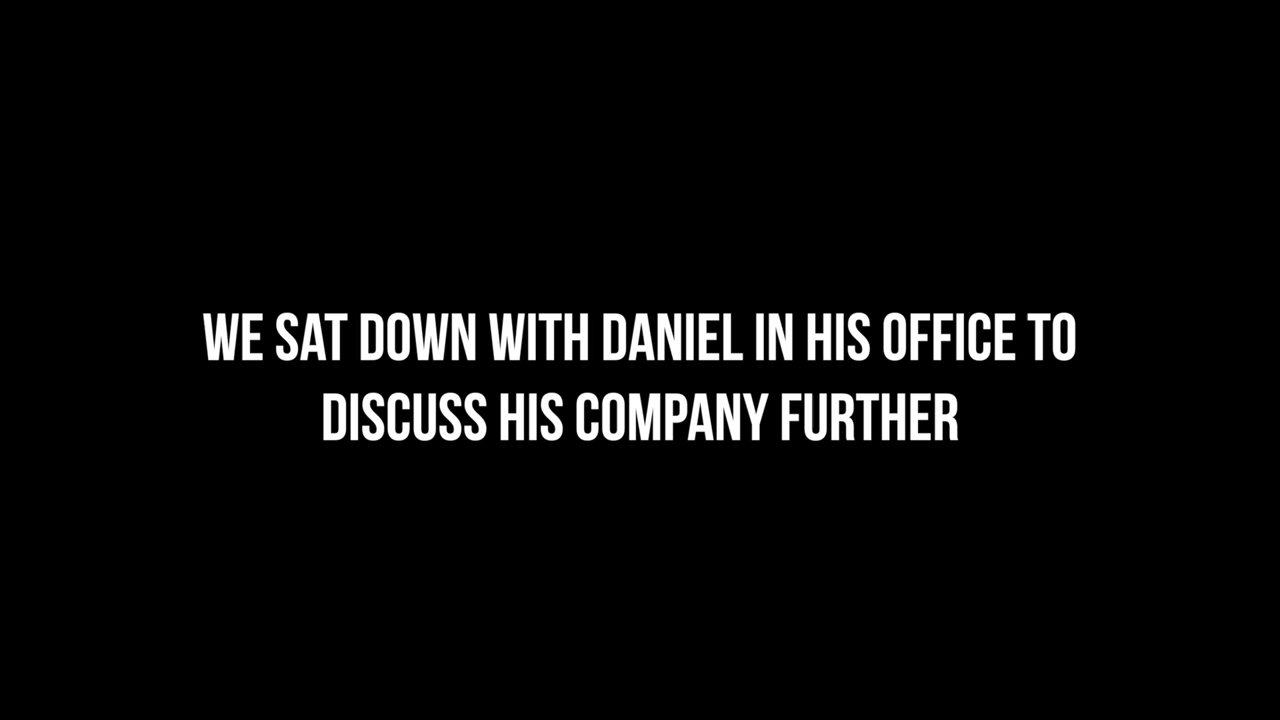 WE SAT DOWN WITH DANIEL IN HIS OFFICE TO
DISCUSS HIS COMPANY FURTHER